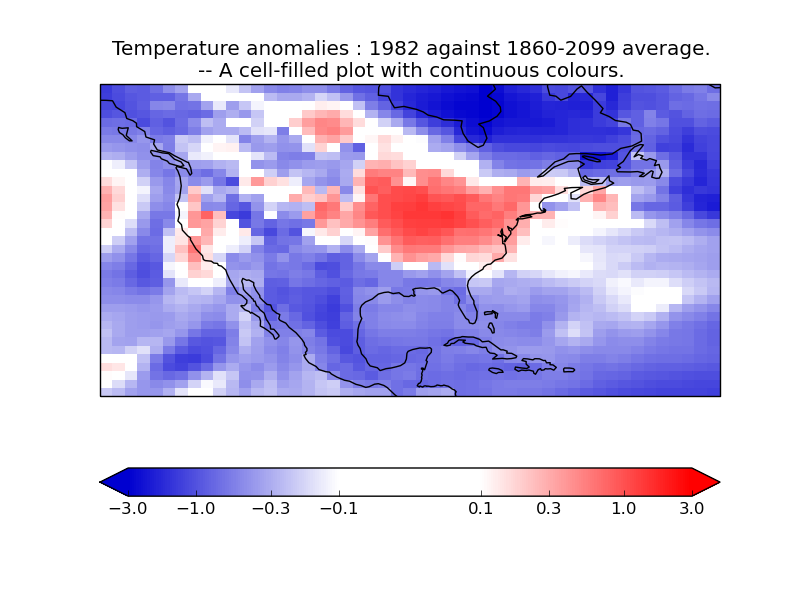 Temperature anomalies : 1982 against 1860-2099 average.
-- A cell-filled plot with continuous colours.
−3.0 −1.0 −0.3 −0.1 0.1 0.3 1.0 3.0